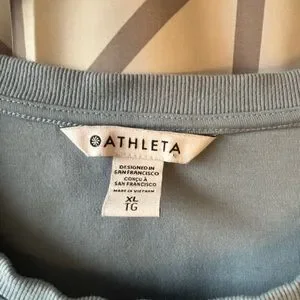 ATHLETA
DESIGNED IN
SAN FRANCISCO
CONÇU À
SAN FRANCISCO
MADE IN VIETNAM
XL
TG